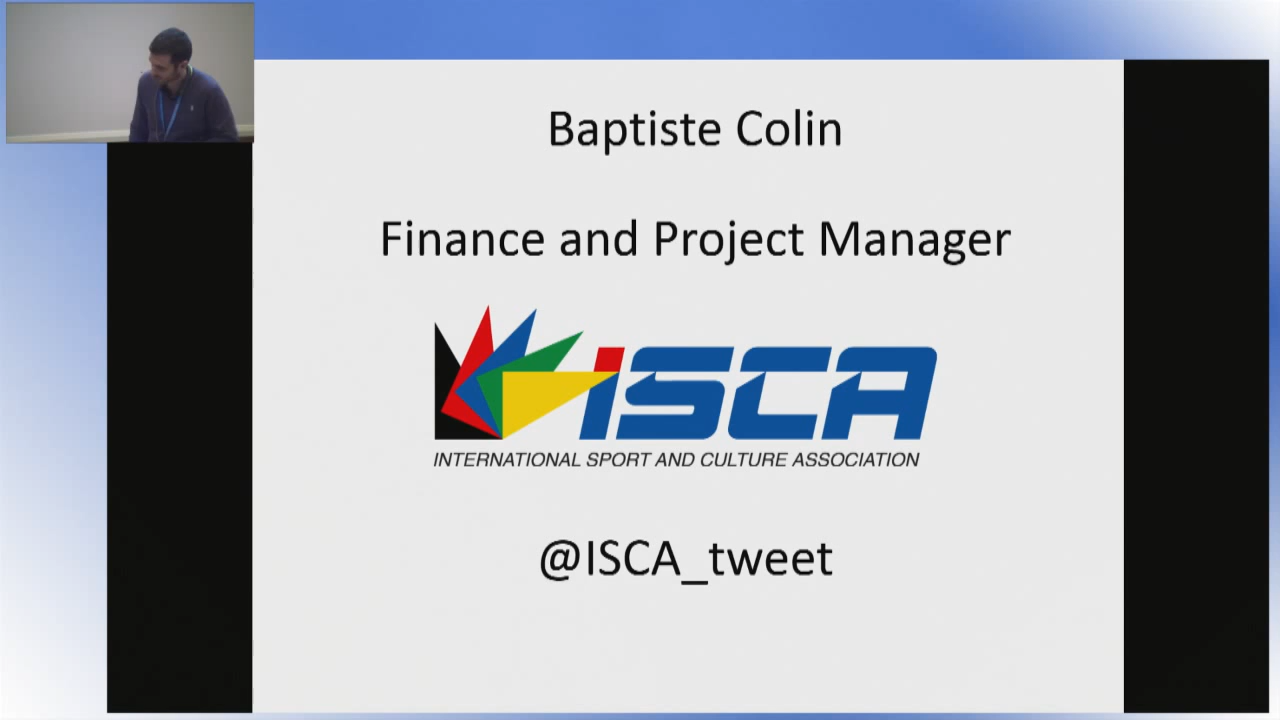 Baptiste Colin
Finance and Project Manager
ISCA
INTERNATIONAL SPORT AND CULTURE ASSOCIATION
@ISCA_tweet